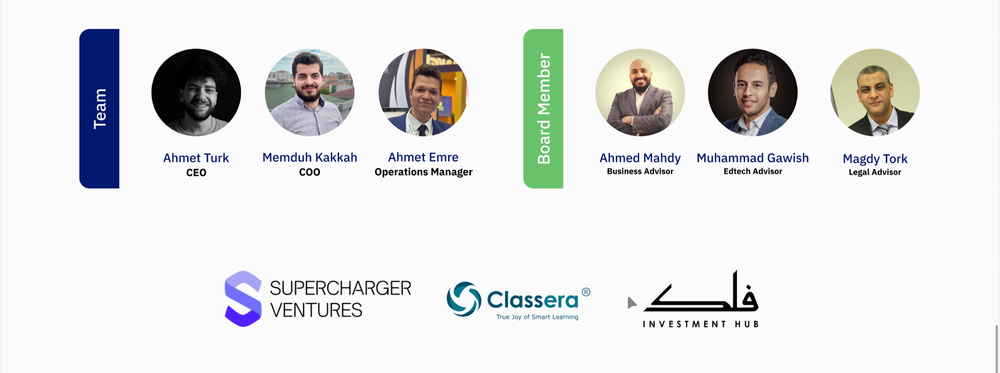 Team
Ahmet Turk
CEO
Memduh Kakkah
COO
Ahmet Emre
Operations Manager
Board Member
Ahmed Mahdy
Business Advisor
Muhammad Gawish
Edtech Advisor
Magdy Tork
Legal Advisor
SUPERCHARGER
VENTURES
Classera®
True Joy of Smart Learning
فلك
INVESTMENT HUB